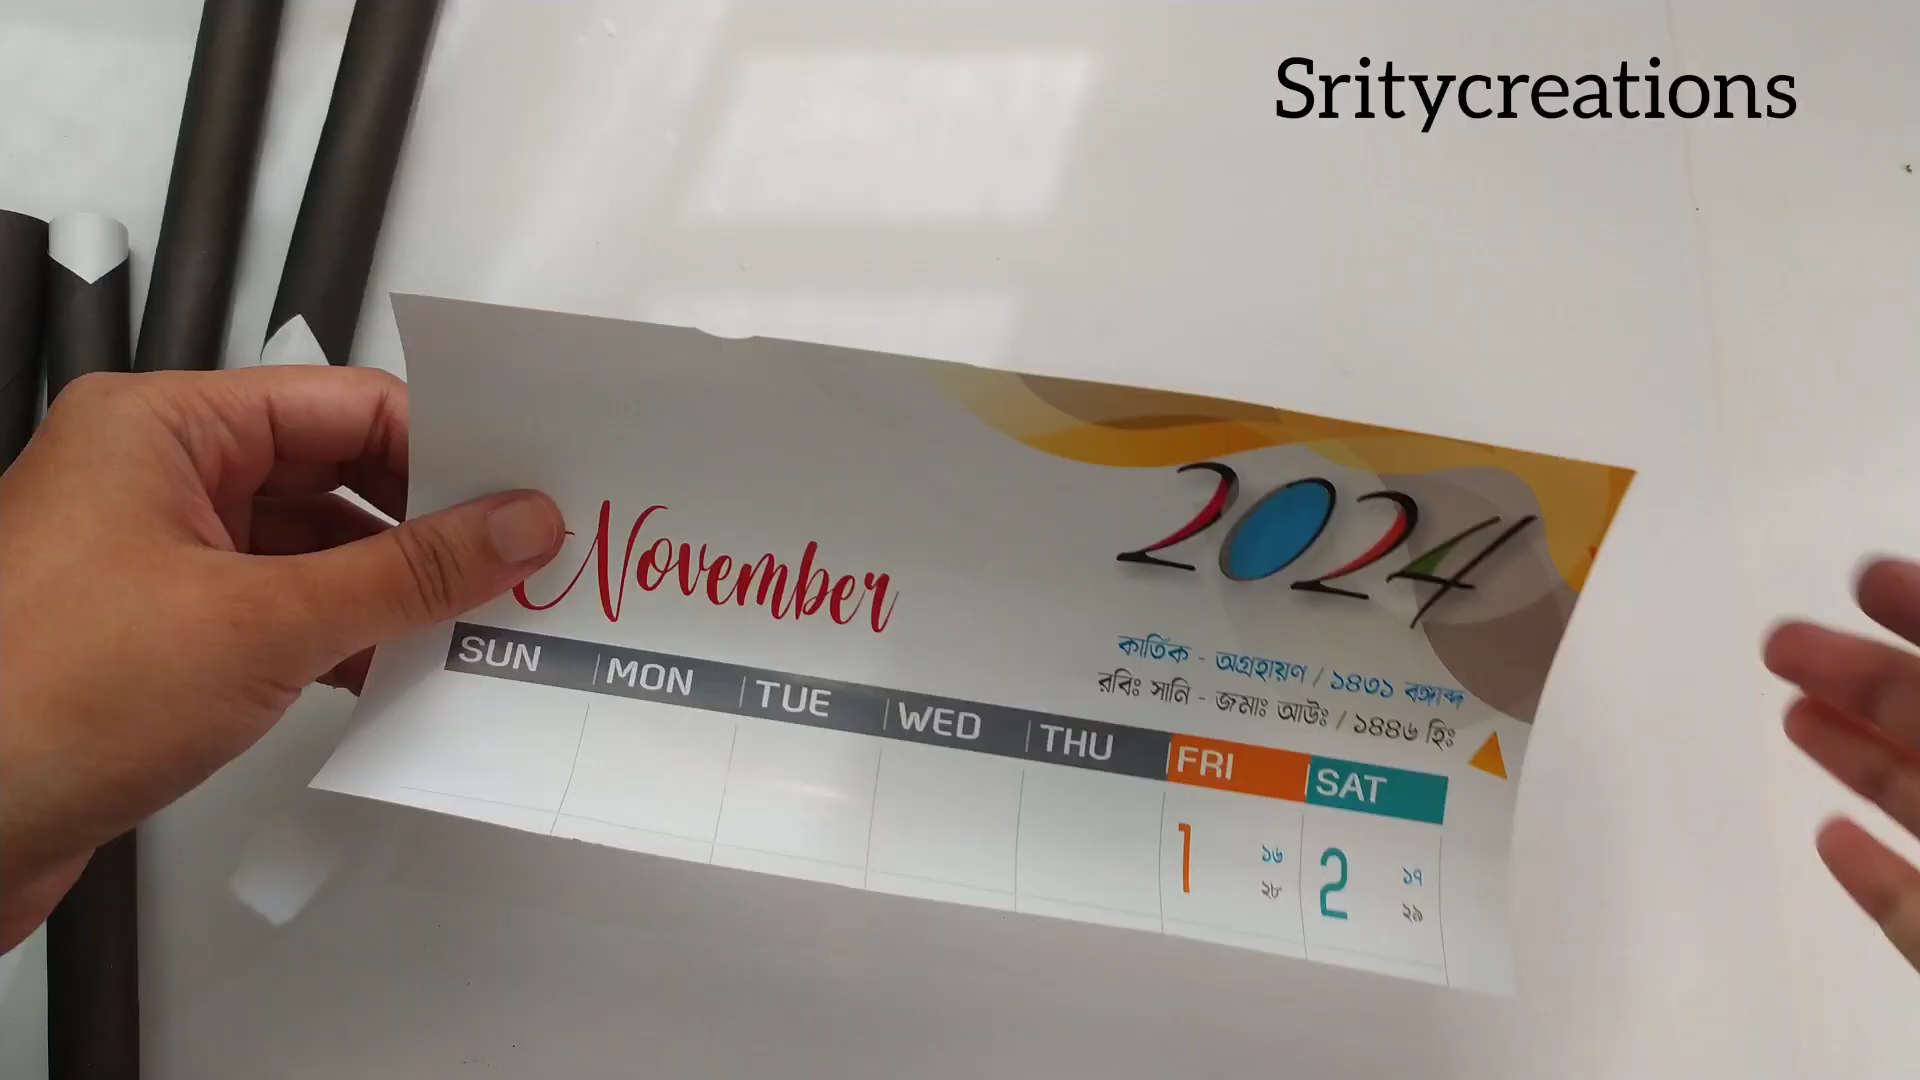 Sritycreations
November
2024
কার্তিক - অগ্রহায়ণ / ১৪৩১ বঙ্গাব্দ
রবিঃ সানি - জমাঃ আউঃ / ১৪৪৬ হিঃ
SUN MON TUE WED THU FRI SAT
1 ১৬ ২৮ 2 ১৭ ২৯